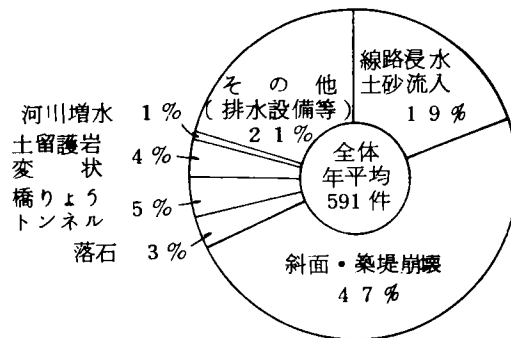 線路浸水
土砂流入
19%
その他
(排水設備等)
21%
河川増水 1%
土留護岩
変状 4%
橋りょう
トンネル 5%
落石 3%
全体
年平均
591件
斜面・築堤崩壊
47%